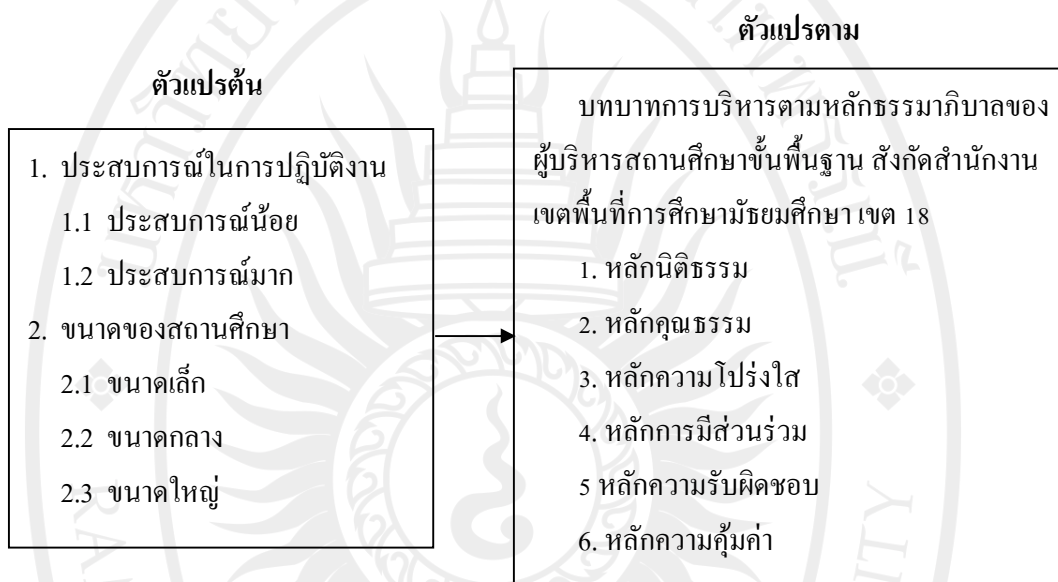 ตัวแปรต้น
1. ประสบการณ์ในการปฏิบัติงาน
1.1 ประสบการณ์น้อย
1.2 ประสบการณ์มาก
2. ขนาดของสถานศึกษา
2.1 ขนาดเล็ก
2.2 ขนาดกลาง
2.3 ขนาดใหญ่
ตัวแปรตาม
บทบาทการบริหารตามหลักธรรมาภิบาลของ
ผู้บริหารสถานศึกษาขั้นพื้นฐาน สังกัดสำนักงาน
เขตพื้นที่การศึกษามัธยมศึกษา เขต 18
1. หลักนิติธรรม
2. หลักคุณธรรม
3. หลักความโปร่งใส
4. หลักการมีส่วนร่วม
5 หลักความรับผิดชอบ
6. หลักความคุ้มค่า